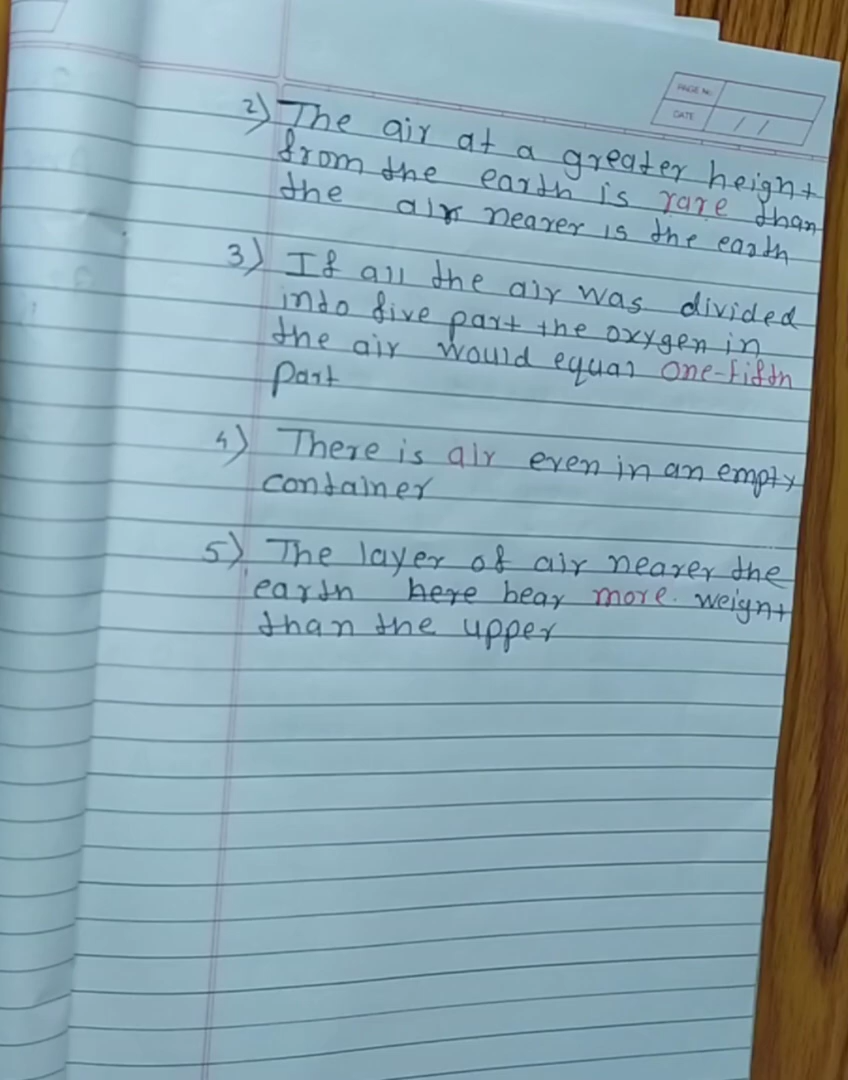 PAGE No.
DATE / /
2) The air at a greater height
from the earth is rare than
the air nearer is the earth
3) If all the air was divided
into five part the oxygen in
the air would equal one-fifth
part
4) There is air even in an empty
container
5) The layer of air nearer the
earth here bear more. weight
than the upper